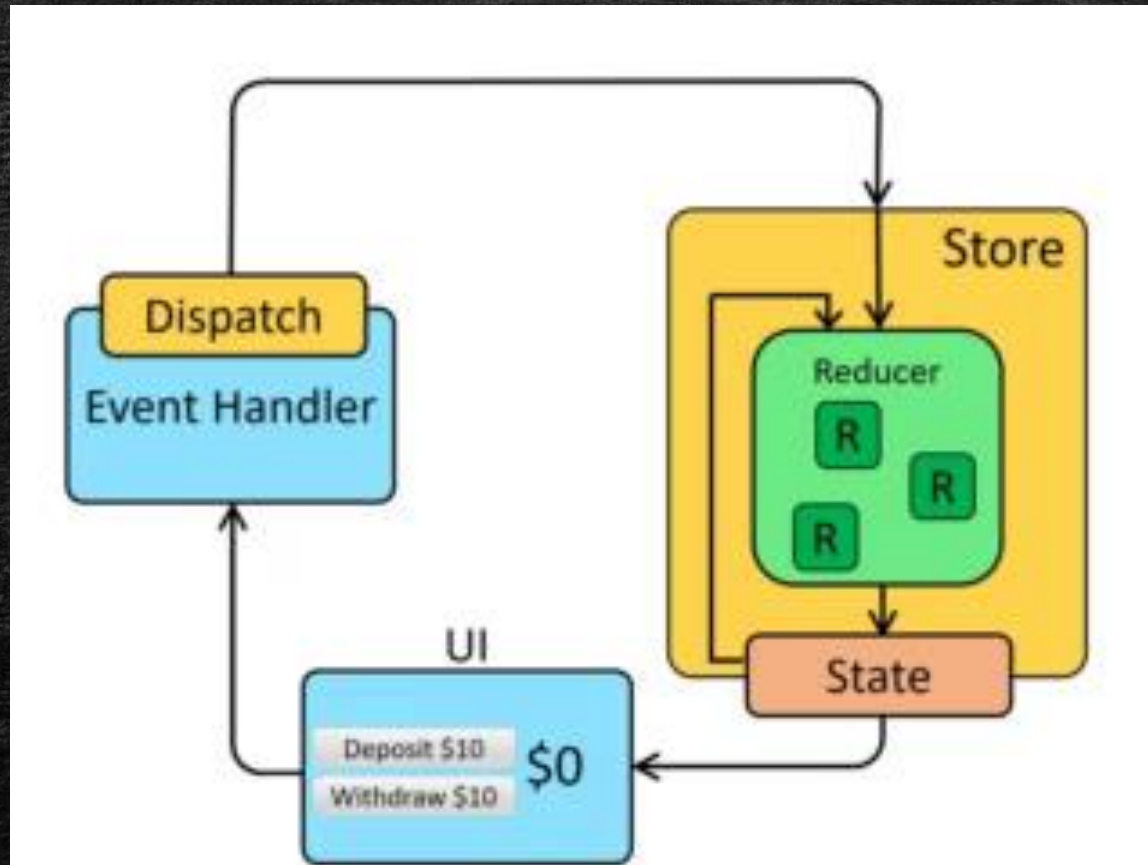 Store
Dispatch
Event Handler
Reducer
R
R
R
State
UI
Deposit $10
$0
Withdraw $10